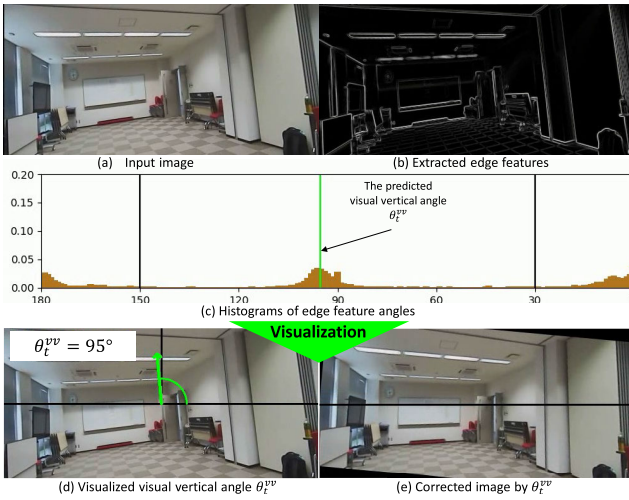 (a) Input image
(b) Extracted edge features
0.20
0.15
0.10
0.05
0.00
The predicted
visual vertical angle
θ_t^{vv}
180
150
120
90
60
30
(c) Histograms of edge feature angles
Visualization
θ_t^{vv} = 95°
(d) Visualized visual vertical angle θ_t^{vv}
(e) Corrected image by θ_t^{vv}